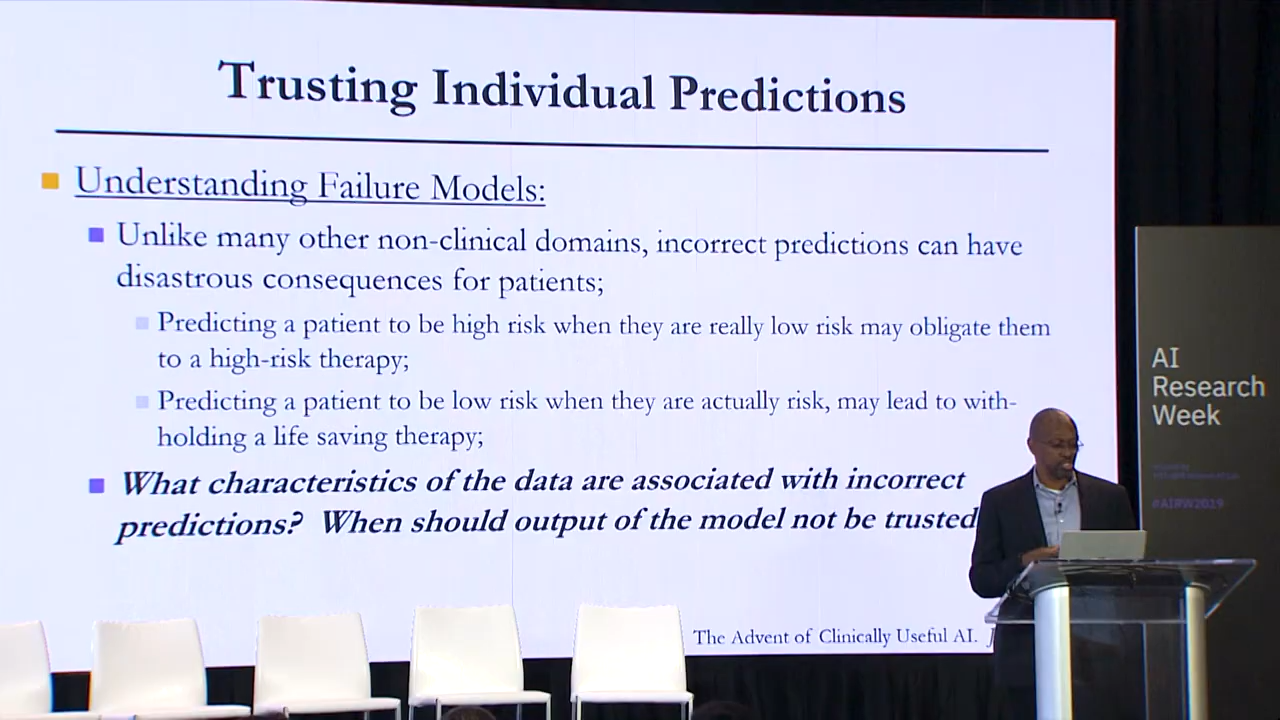 Trusting Individual Predictions
Understanding Failure Models:
Unlike many other non-clinical domains, incorrect predictions can have
disastrous consequences for patients;
Predicting a patient to be high risk when they are really low risk may obligate them
to a high-risk therapy;
Predicting a patient to be low risk when they are actually risk, may lead to with-
holding a life saving therapy;
What characteristics of the data are associated with incorrect
predictions? When should output of the model not be trusted
The Advent of Clinically Useful AI.
AI
Research
Week
#AIRW2019